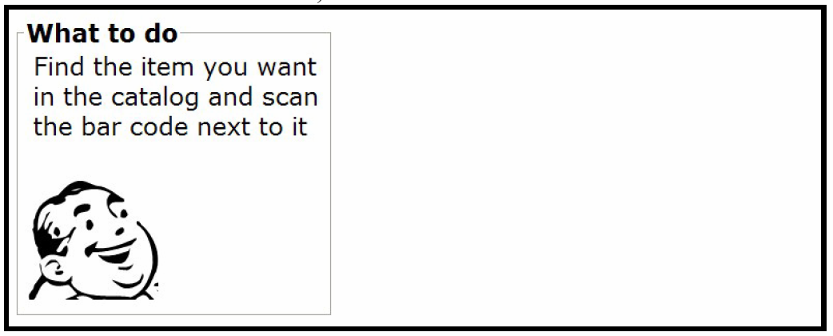 What to do
Find the item you want
in the catalog and scan
the bar code next to it